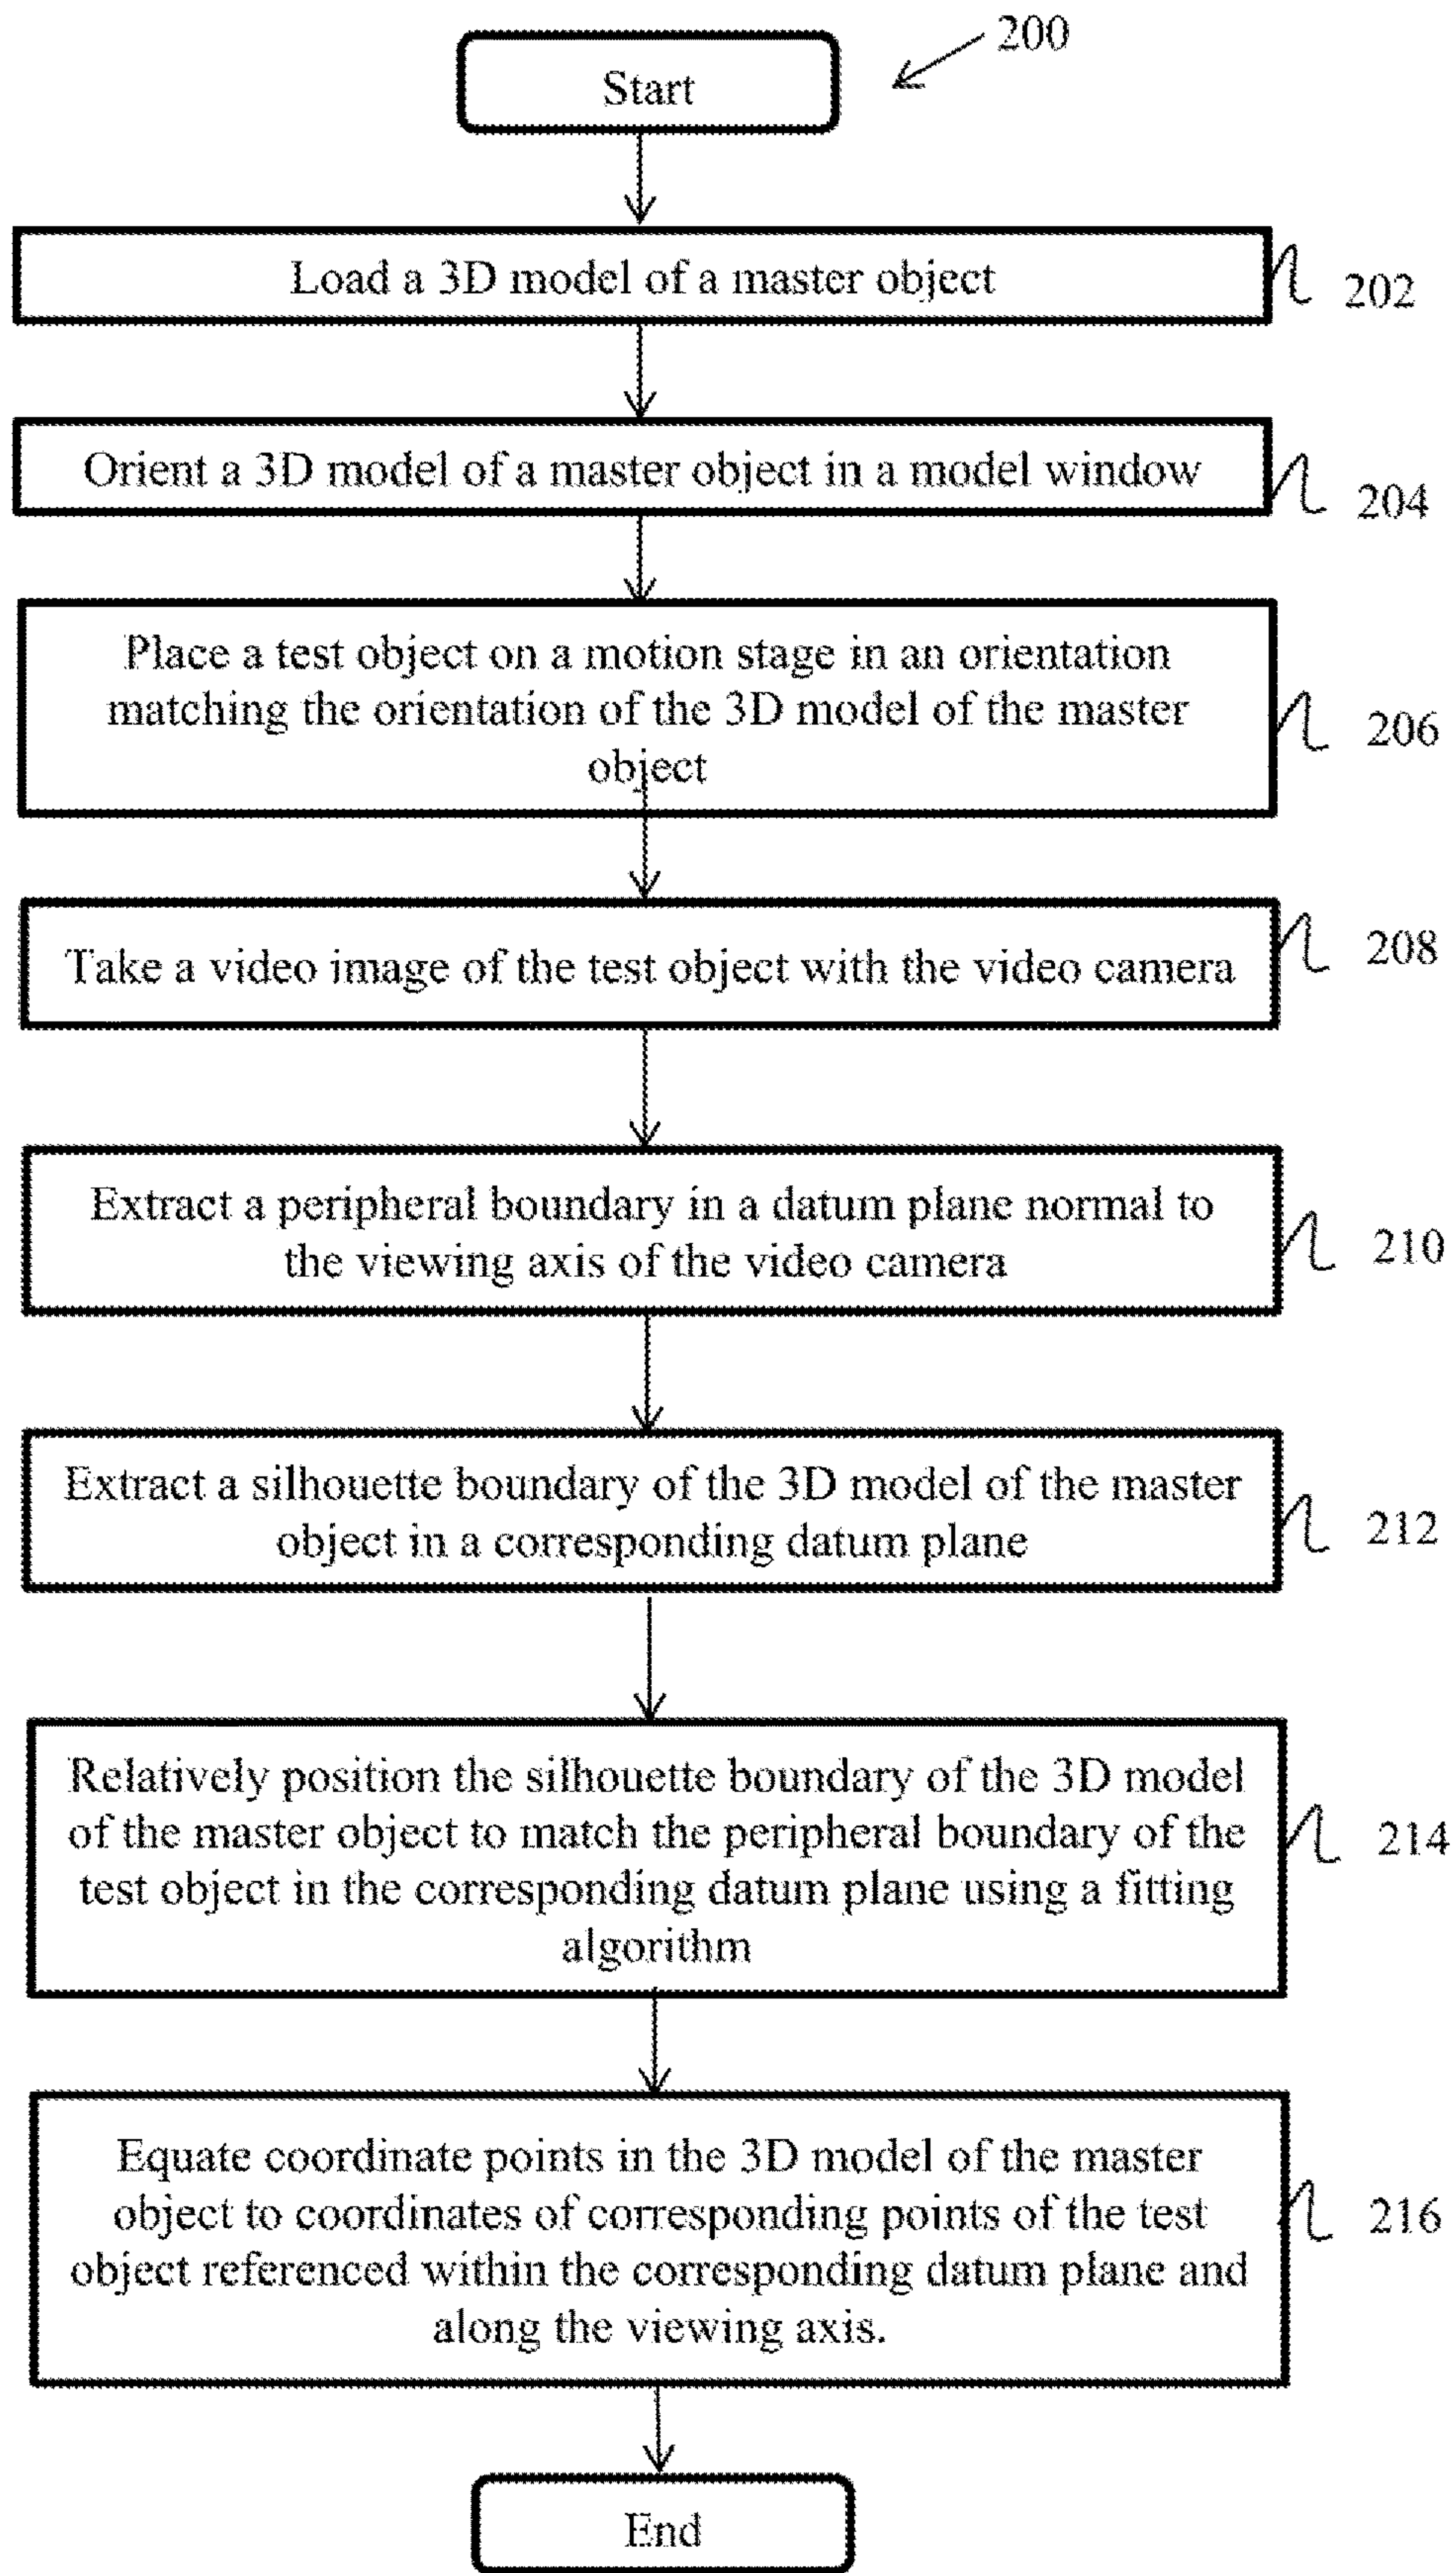 200
Start
Load a 3D model of a master object
202
Orient a 3D model of a master object in a model window
204
Place a test object on a motion stage in an orientation
matching the orientation of the 3D model of the master
object
206
Take a video image of the test object with the video camera
208
Extract a peripheral boundary in a datum plane normal to
the viewing axis of the video camera
210
Extract a silhouette boundary of the 3D model of the master
object in a corresponding datum plane
212
Relatively position the silhouette boundary of the 3D model
of the master object to match the peripheral boundary of the
test object in the corresponding datum plane using a fitting
algorithm
214
Equate coordinate points in the 3D model of the master
object to coordinates of corresponding points of the test
object referenced within the corresponding datum plane and
along the viewing axis.
216
End